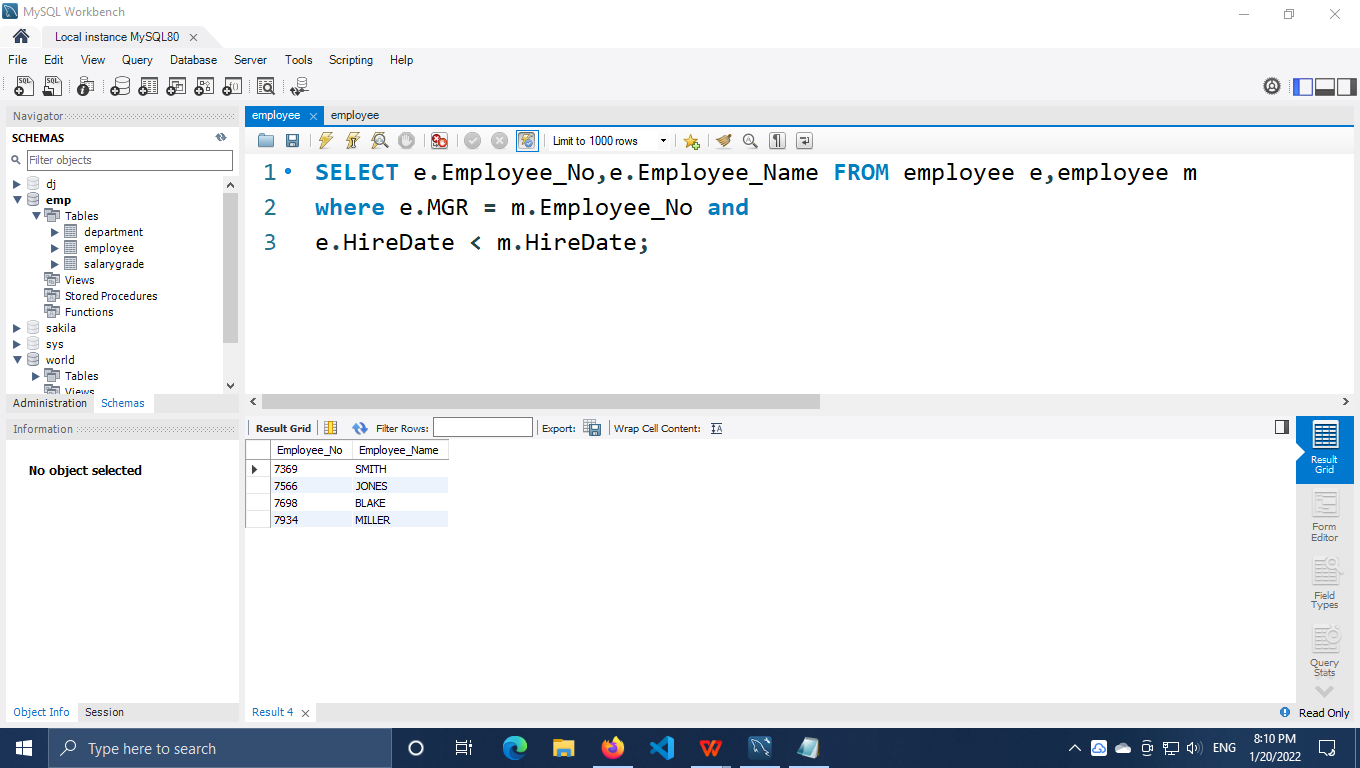 MySQL Workbench
Local instance MySQL80
File Edit View Query Database Server Tools Scripting Help
Navigator
SCHEMAS
Filter objects
dj
emp
Tables
department
employee
salarygrade
Views
Stored Procedures
Functions
sakila
sys
world
Tables
Views
Administration Schemas
Information
No object selected
Object Info Session
employee employee
Limit to 1000 rows
1 SELECT e.Employee_No,e.Employee_Name FROM employee e,employee m
2 where e.MGR = m.Employee_No and
3 e.HireDate < m.HireDate;
Result Grid Filter Rows: Export: Wrap Cell Content:
Employee_No Employee_Name
7369 SMITH
7566 JONES
7698 BLAKE
7934 MILLER
Result
Grid
Form
Editor
Field
Types
Query
Stats
Result 4
Read Only
Type here to search
ENG
8:10 PM
1/20/2022